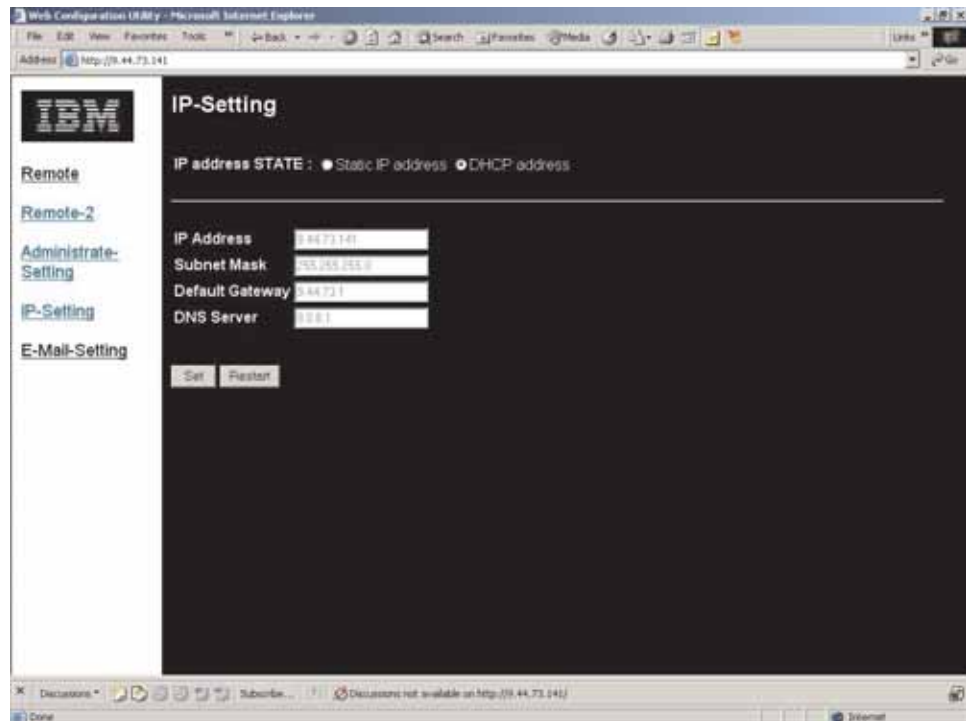 Web Configuration Utility - Microsoft Internet Explorer
File Edit View Favorites Tools Back Search Favorites Media Links
Address http://9.44.73.141 Go
IBM
IP-Setting
IP address STATE : Static IP address DHCP address
Remote
Remote-2
Administrate-
Setting
IP-Setting
E-Mail-Setting
IP Address 9.44.73.141
Subnet Mask 255.255.255.0
Default Gateway 9.44.73.1
DNS Server
Set Restart
Discussions Subscribe... Discussions not available on http://9.44.73.141/
Done Internet